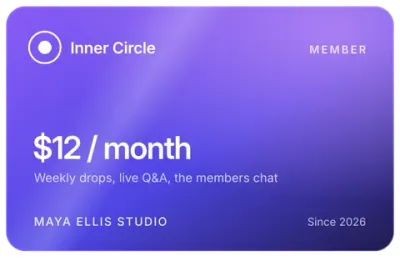 Inner Circle
MEMBER
$12 / month
Weekly drops, live Q&A, the members chat
MAYA ELLIS STUDIO
Since 2026